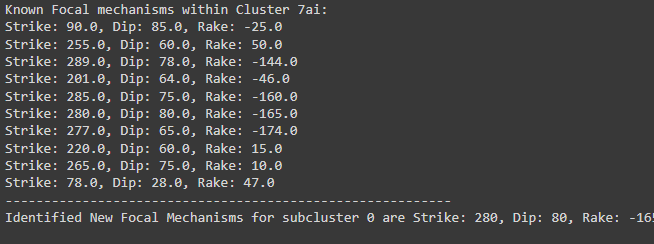 Known Focal mechanisms within Cluster 7ai:
Strike: 90.0, Dip: 85.0, Rake: -25.0
Strike: 255.0, Dip: 60.0, Rake: 50.0
Strike: 289.0, Dip: 78.0, Rake: -144.0
Strike: 201.0, Dip: 64.0, Rake: -46.0
Strike: 285.0, Dip: 75.0, Rake: -160.0
Strike: 280.0, Dip: 80.0, Rake: -165.0
Strike: 277.0, Dip: 65.0, Rake: -174.0
Strike: 220.0, Dip: 60.0, Rake: 15.0
Strike: 265.0, Dip: 75.0, Rake: 10.0
Strike: 78.0, Dip: 28.0, Rake: 47.0
---------------------------------------------------------
Identified New Focal Mechanisms for subcluster 0 are Strike: 280, Dip: 80, Rake: -165